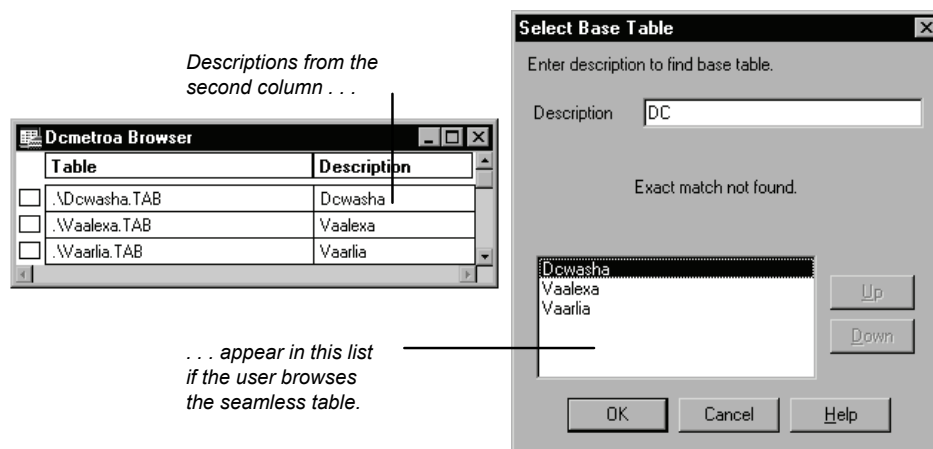 Descriptions from the
second column . . .
Dcmetroa Browser
Table Description
.\Dcwasha.TAB Dcwasha
.\Vaalexa.TAB Vaalexa
.\Vaarlia.TAB Vaarlia
. . . appear in this list
if the user browses
the seamless table.
Select Base Table
Enter description to find base table.
Description DC
Exact match not found.
Dcwasha
Vaalexa
Vaarlia
Up
Down
OK Cancel Help